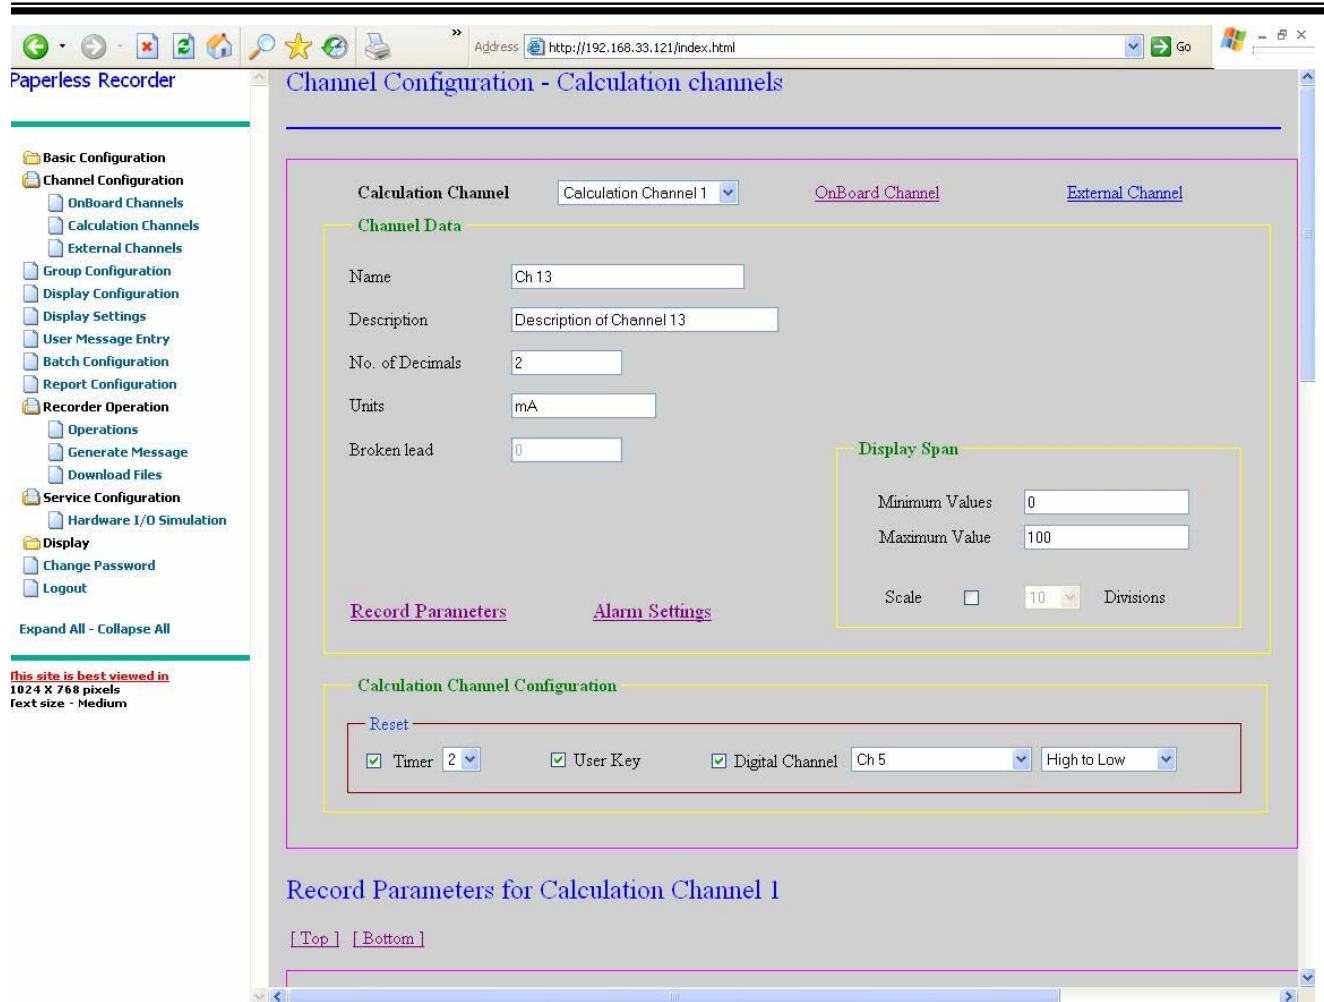 »
Address http://192.168.33.121/index.html Go
Paperless Recorder
Basic Configuration
Channel Configuration
OnBoard Channels
Calculation Channels
External Channels
Group Configuration
Display Configuration
Display Settings
User Message Entry
Batch Configuration
Report Configuration
Recorder Operation
Operations
Generate Message
Download Files
Service Configuration
Hardware I/O Simulation
Display
Change Password
Logout
Expand All - Collapse All
This site is best viewed in
1024 X 768 pixels
Text size - Medium
Channel Configuration - Calculation channels
Calculation Channel Calculation Channel 1 OnBoard Channel External Channel
Channel Data
Name Ch 13
Description Description of Channel 13
No. of Decimals 2
Units mA
Broken lead 0
Display Span
Minimum Values 0
Maximum Value 100
Scale 10 Divisions
Record Parameters Alarm Settings
Calculation Channel Configuration
Reset
Timer 2 User Key Digital Channel Ch 5 High to Low
Record Parameters for Calculation Channel 1
[ Top ] [ Bottom ]